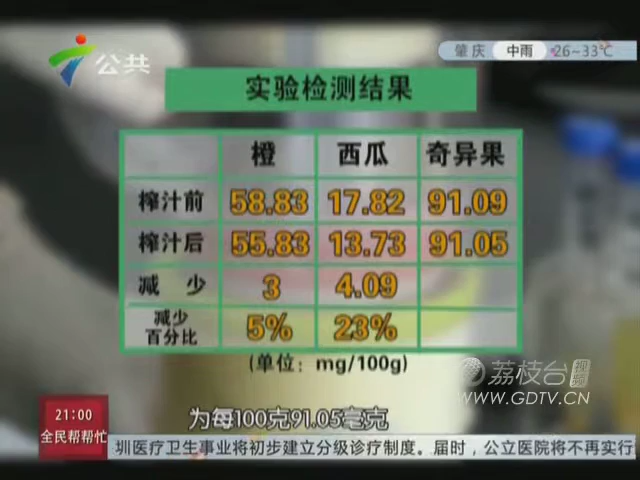 公共
肇庆 中雨 26~33℃
实验检测结果
橙 西瓜 奇异果
榨汁前 58.83 17.82 91.09
榨汁后 55.83 13.73 91.05
减 少 3 4.09
减少
百分比 5% 23%
(单位：mg/100g)
荔枝台 视频
www.GDTV.CN
为每100克91.05毫克
21:00
全民帮帮忙
圳医疗卫生事业将初步建立分级诊疗制度。届时，公立医院将不再实行